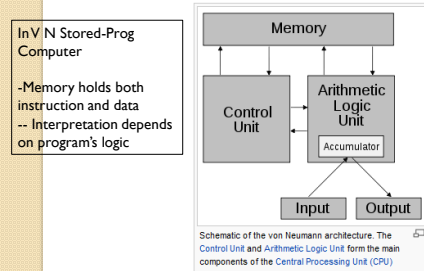 In V N Stored-Prog
Computer
-Memory holds both
instruction and data
-- Interpretation depends
on program's logic
Memory
Control
Unit
Arithmetic
Logic
Unit
Accumulator
Input
Output
Schematic of the von Neumann architecture. The
Control Unit and Arithmetic Logic Unit form the main
components of the Central Processing Unit (CPU)